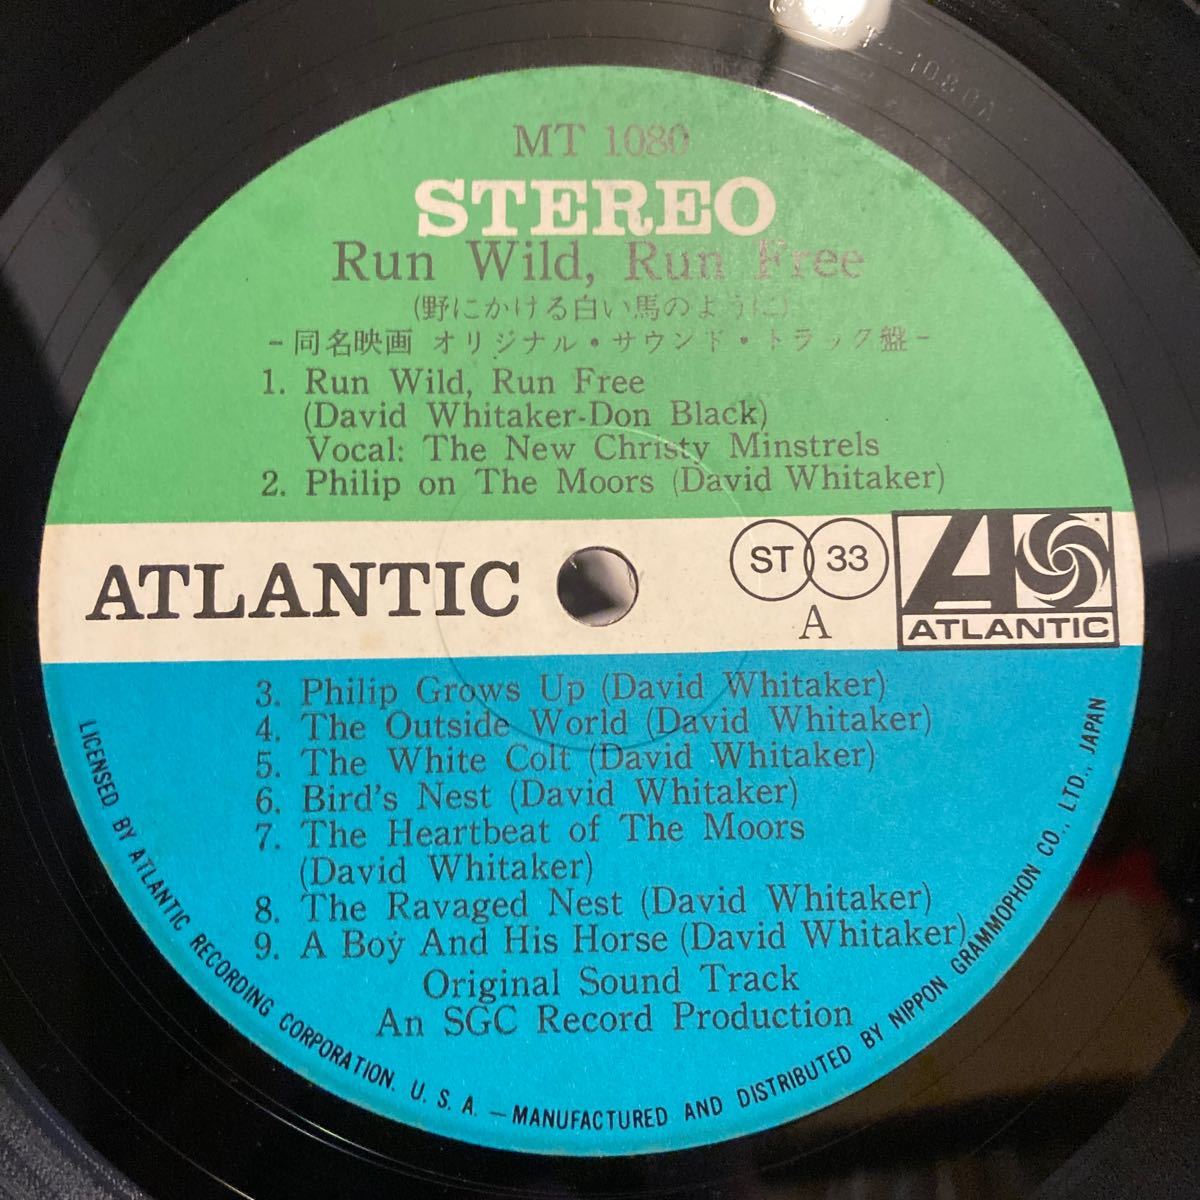 MT 1080
STEREO
Run Wild, Run Free
(野にかける白い馬のように)
-同名映画 オリジナル・サウンド・トラック盤-
1. Run Wild, Run Free
(David Whitaker-Don Black)
Vocal: The New Christy Minstrels
2. Philip on The Moors (David Whitaker)
ATLANTIC
ST 33
A
ATLANTIC
3. Philip Grows Up (David Whitaker)
4. The Outside World (David Whitaker)
5. The White Colt (David Whitaker)
6. Bird's Nest (David Whitaker)
7. The Heartbeat of The Moors
(David Whitaker)
8. The Ravaged Nest (David Whitaker)
9. A Boy And His Horse (David Whitaker)
Original Sound Track
An SGC Record Production
LICENSED BY ATLANTIC RECORDING CORPORATION. U. S. A. — MANUFACTURED AND DISTRIBUTED BY NIPPON GRAMMOPHON CO., LTD., JAPAN